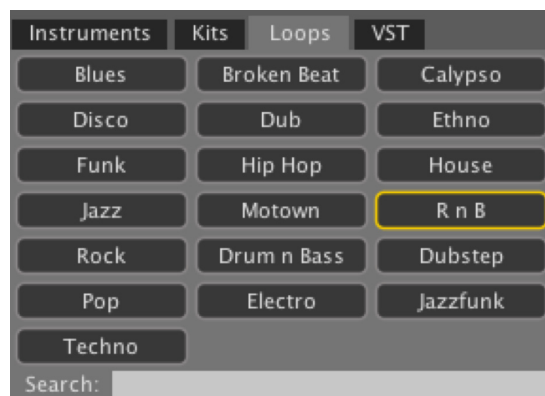 Instruments Kits Loops VST
Blues Broken Beat Calypso
Disco Dub Ethno
Funk Hip Hop House
Jazz Motown R n B
Rock Drum n Bass Dubstep
Pop Electro Jazzfunk
Techno
Search: